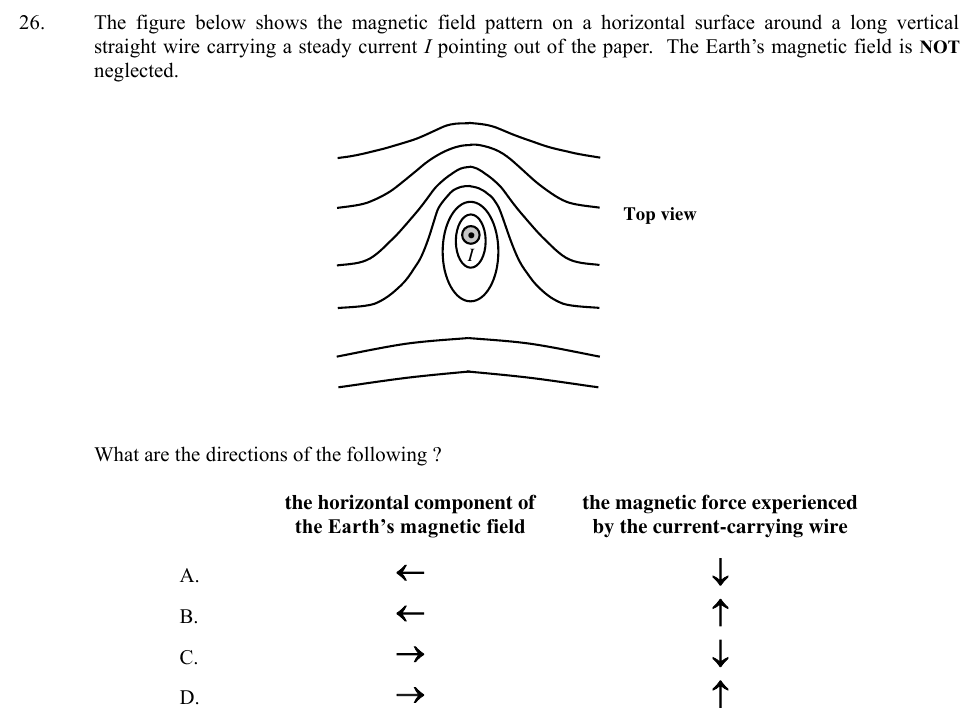 26. The figure below shows the magnetic field pattern on a horizontal surface around a long vertical
straight wire carrying a steady current I pointing out of the paper. The Earth’s magnetic field is NOT
neglected.
Top view
I
What are the directions of the following ?
the horizontal component of the magnetic force experienced
the Earth’s magnetic field by the current-carrying wire
A. ← ↓
B. ← ↑
C. → ↓
D. → ↑